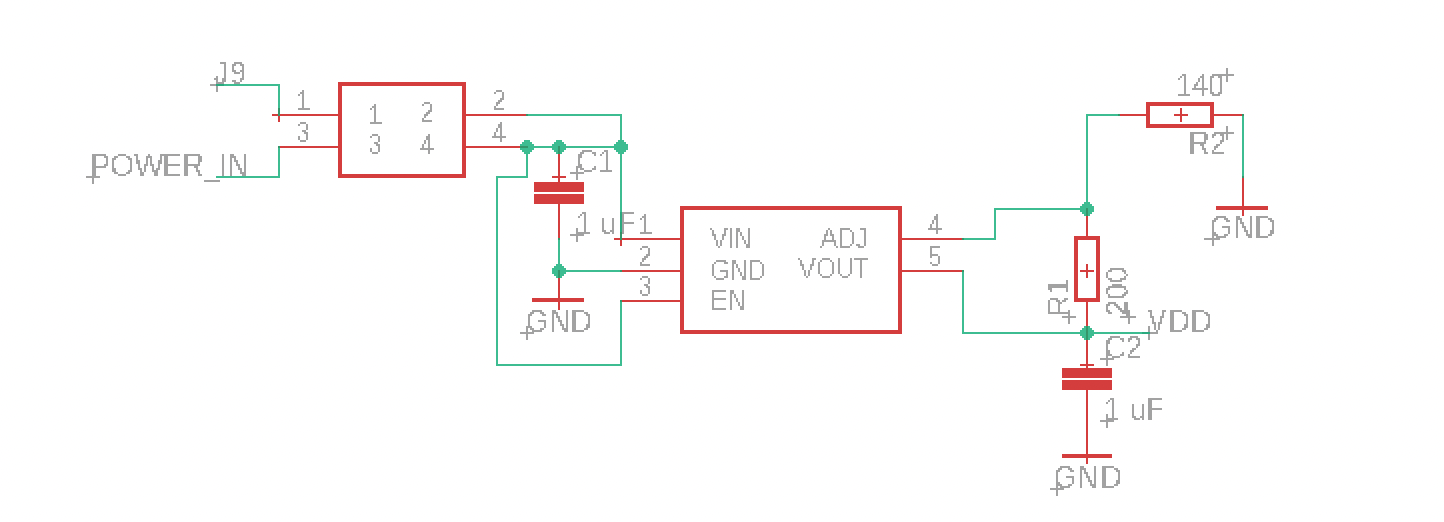 J9
POWER_IN
1
3
1 2
3 4
2
4
C1
1 uF
GND
1
2
3
VIN
GND
EN
ADJ
VOUT
4
5
140
R2
GND
R1
200
VDD
C2
1 uF
GND